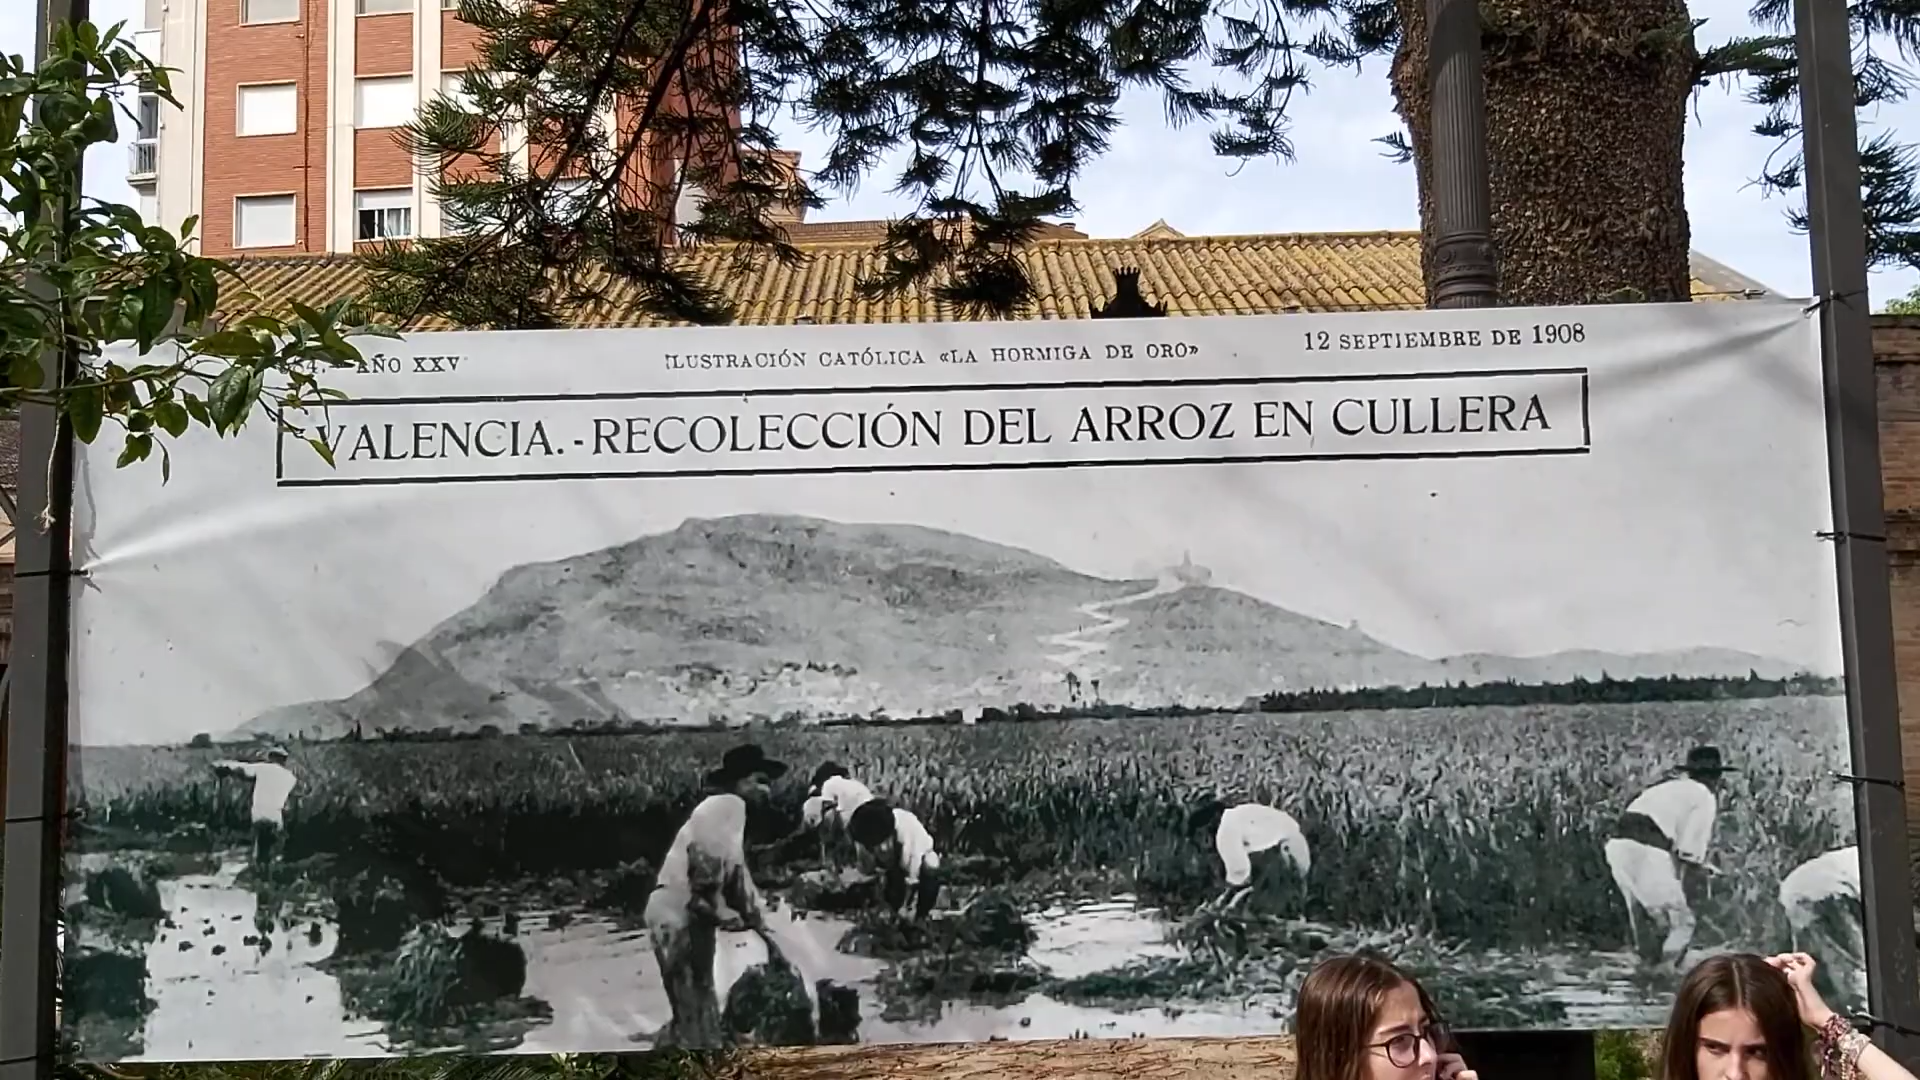 AÑO XXV
ILUSTRACIÓN CATÓLICA «LA HORMIGA DE ORO»
12 SEPTIEMBRE DE 1908
VALENCIA.-RECOLECCIÓN DEL ARROZ EN CULLERA